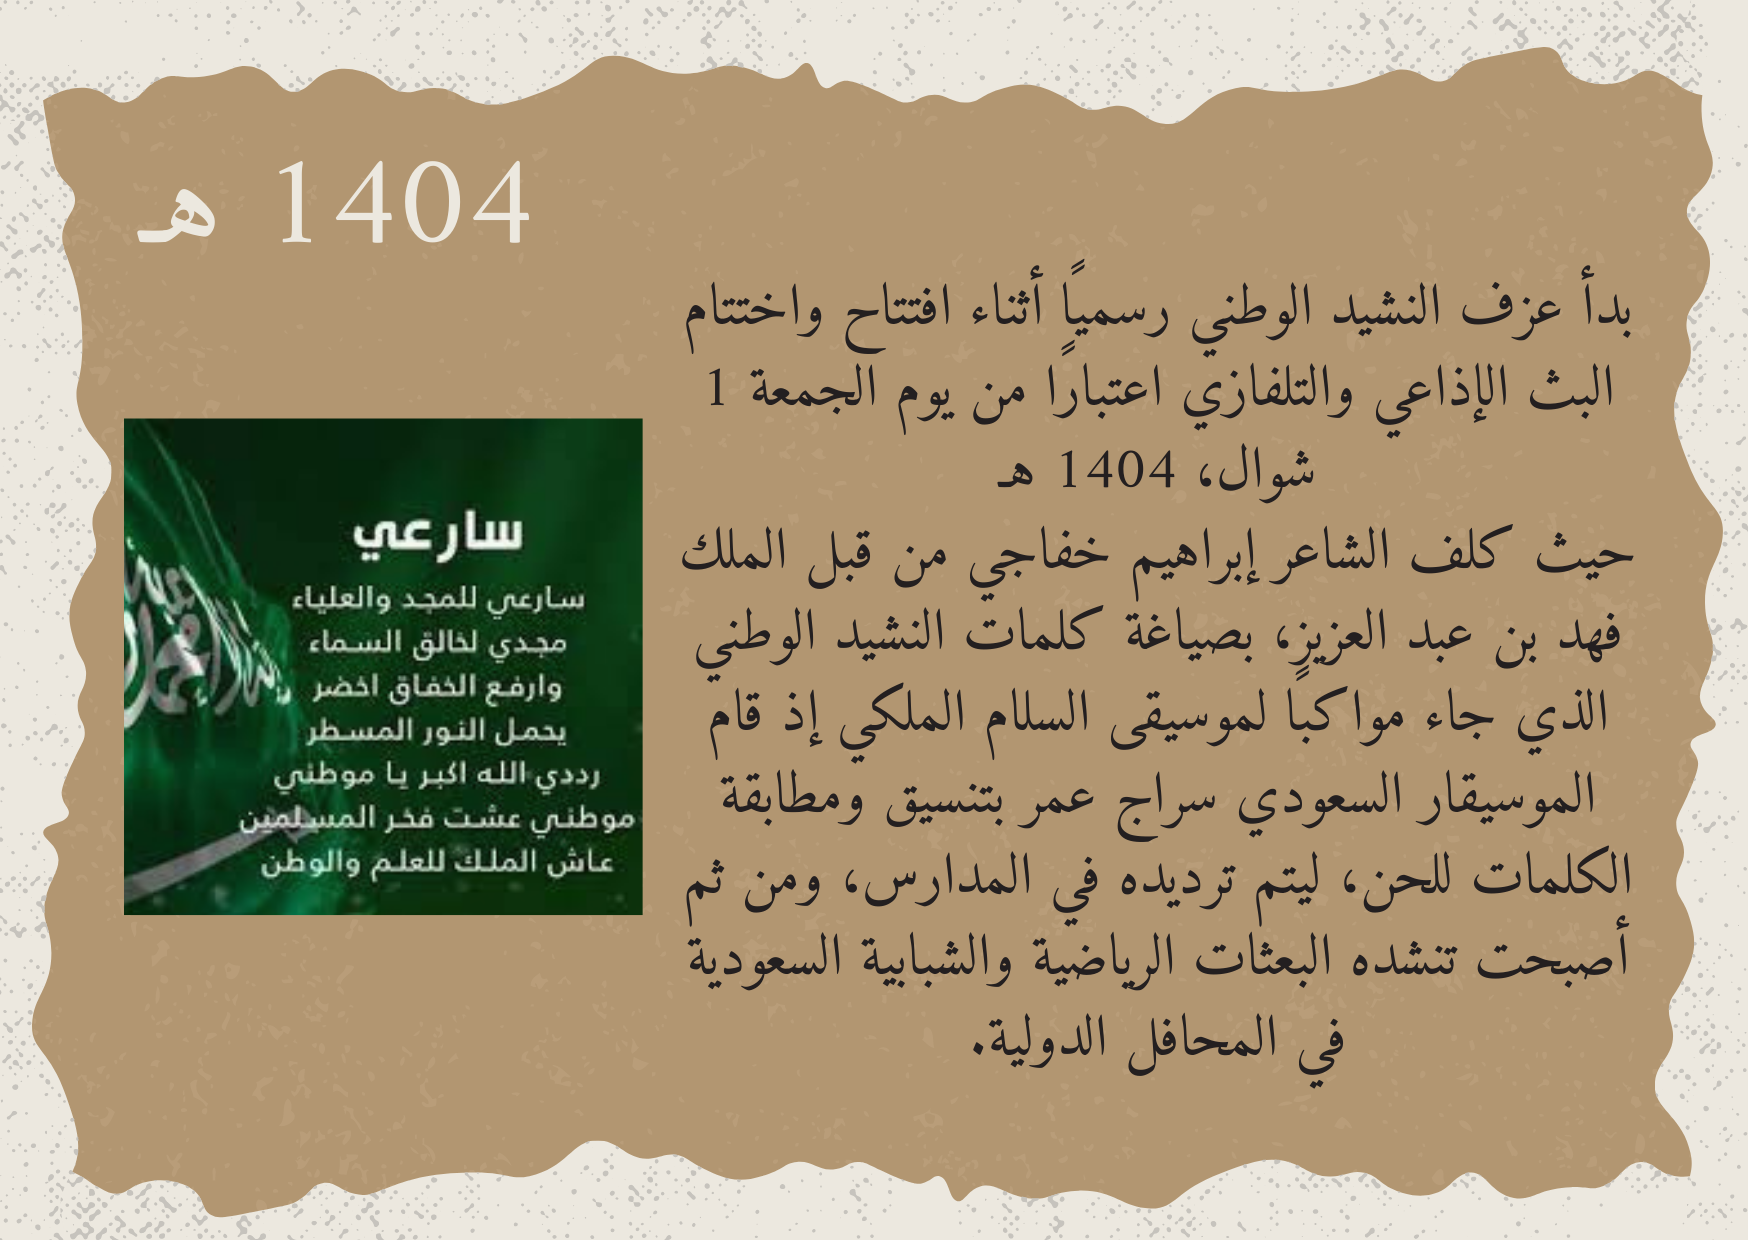 1404 هـ
بدأ عزف النشيد الوطني رسمياً أثناء افتتاح واختتام
البث الإذاعي والتلفازي اعتباراً من يوم الجمعة 1
شوال، 1404 هـ
حيث كلف الشاعر إبراهيم خفاجي من قبل الملك
فهد بن عبد العزيز، بصياغة كلمات النشيد الوطني
الذي جاء مواكباً لموسيقى السلام الملكي إذ قام
الموسيقار السعودي سراج عمر بتنسيق ومطابقة
الكلمات للحن، ليتم ترديده في المدارس، ومن ثم
أصبحت تنشده البعثات الرياضية والشبابية السعودية
في المحافل الدولية.
سارعي
سارعي للمجد والعلياء
مجدي لخالق السماء
وارفع الخفاق اخضر
يحمل النور المسطر
رددي الله اكبر يا موطني
موطني عشت فخر المسلمين
عاش الملك للعلم والوطن